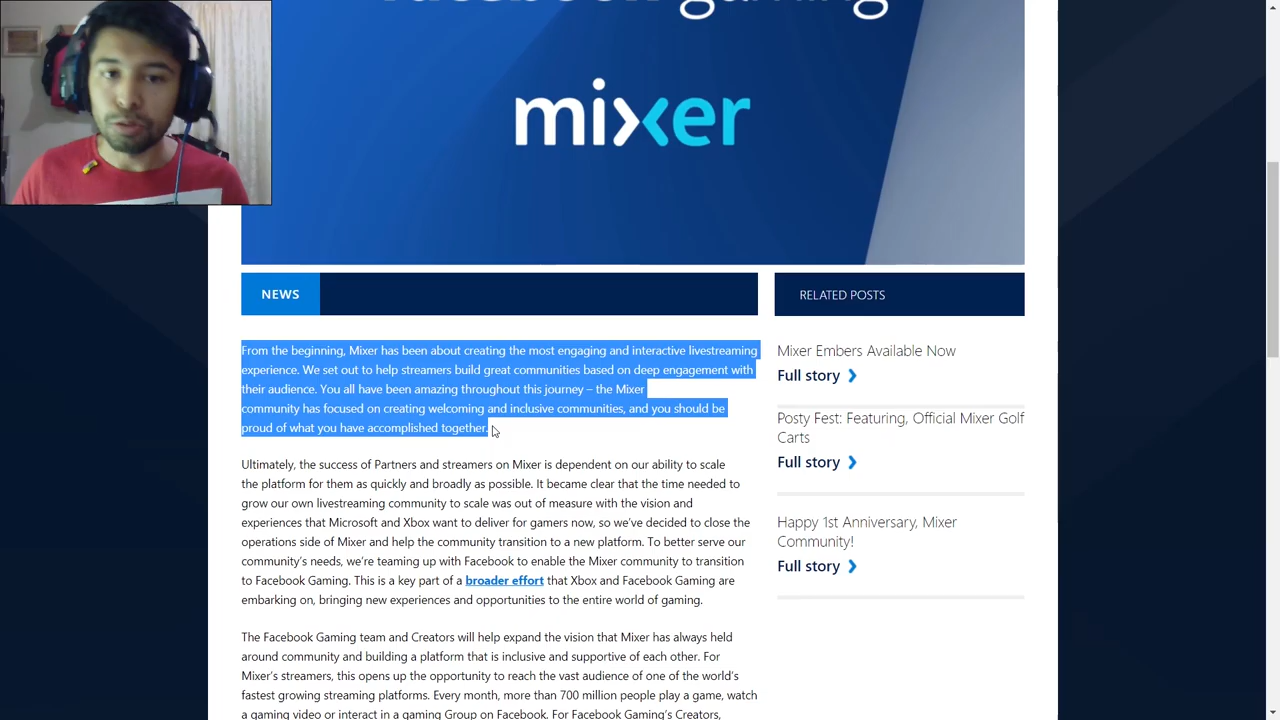 facebook gaming
mixer
NEWS
From the beginning, Mixer has been about creating the most engaging and interactive livestreaming
experience. We set out to help streamers build great communities based on deep engagement with
their audience. You all have been amazing throughout this journey – the Mixer
community has focused on creating welcoming and inclusive communities, and you should be
proud of what you have accomplished together.
Ultimately, the success of Partners and streamers on Mixer is dependent on our ability to scale
the platform for them as quickly and broadly as possible. It became clear that the time needed to
grow our own livestreaming community to scale was out of measure with the vision and
experiences that Microsoft and Xbox want to deliver for gamers now, so we've decided to close the
operations side of Mixer and help the community transition to a new platform. To better serve our
community's needs, we're teaming up with Facebook to enable the Mixer community to transition
to Facebook Gaming. This is a key part of a broader effort that Xbox and Facebook Gaming are
embarking on, bringing new experiences and opportunities to the entire world of gaming.
The Facebook Gaming team and Creators will help expand the vision that Mixer has always held
around community and building a platform that is inclusive and supportive of each other. For
Mixer's streamers, this opens up the opportunity to reach the vast audience of one of the world's
fastest growing streaming platforms. Every month, more than 700 million people play a game, watch
a gaming video or interact in a gaming Group on Facebook. For Facebook Gaming's Creators,
RELATED POSTS
Mixer Embers Available Now
Full story
Posty Fest: Featuring, Official Mixer Golf
Carts
Full story
Happy 1st Anniversary, Mixer
Community!
Full story